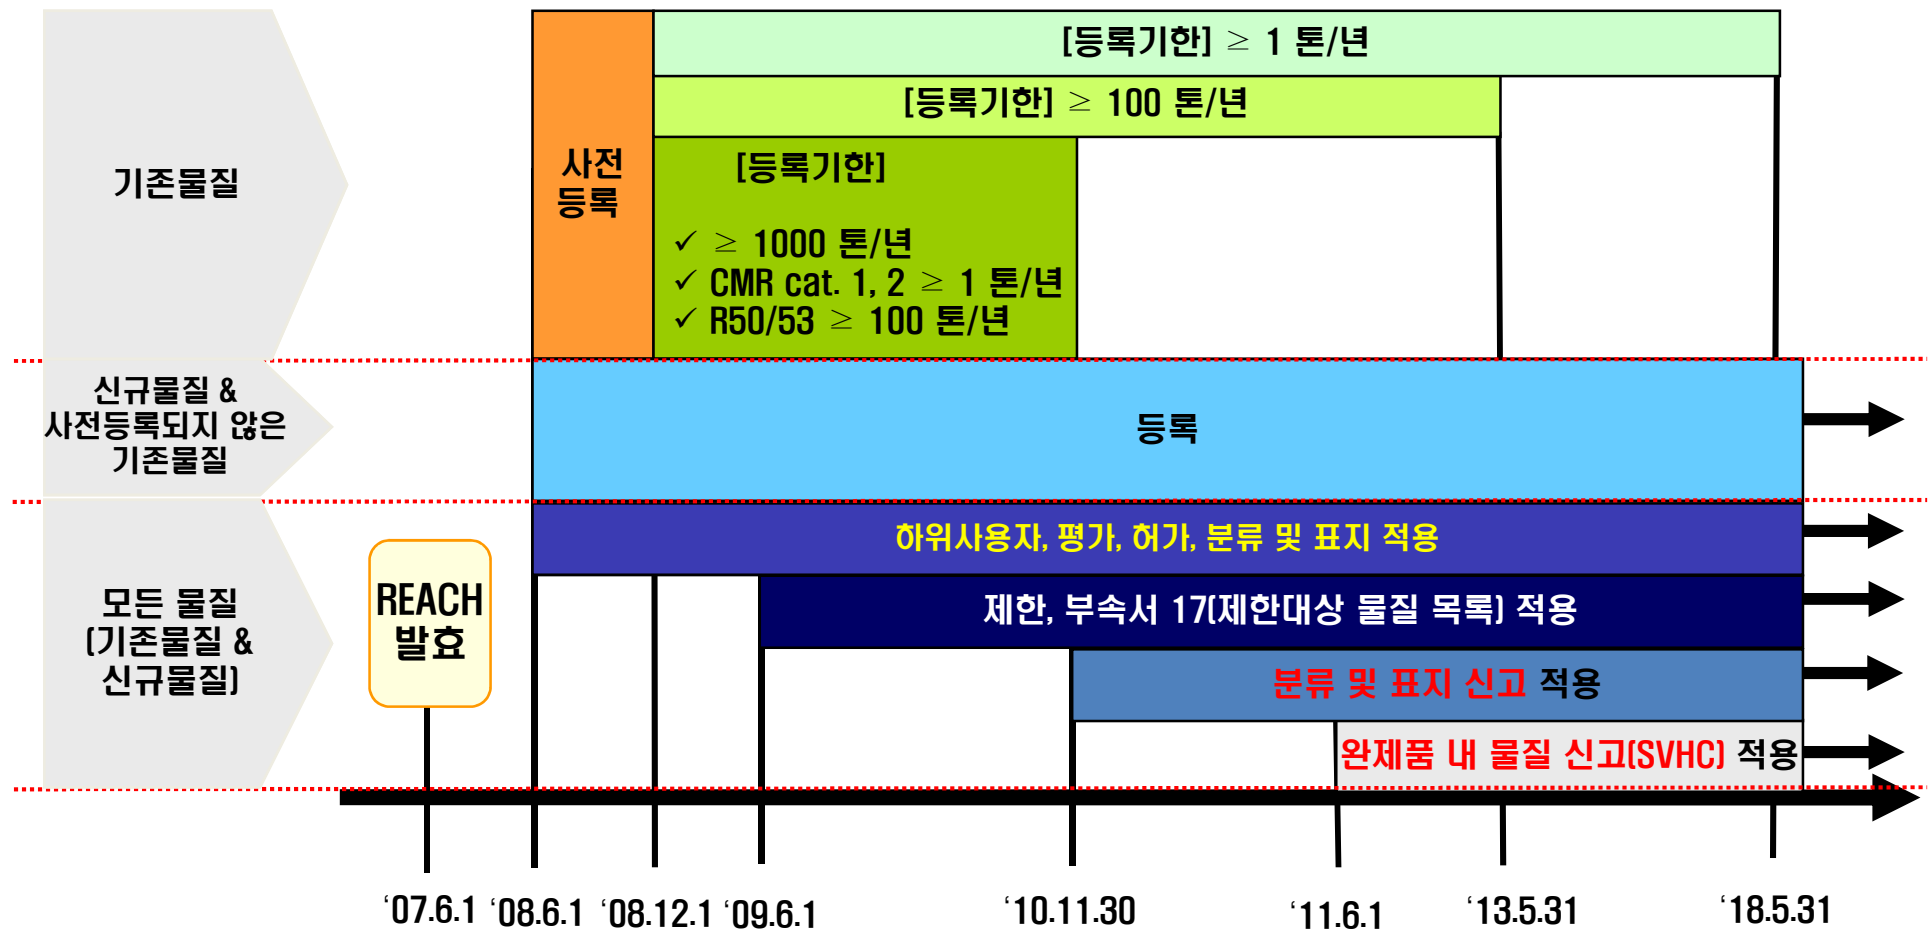 기존물질
사전
등록
[등록기한] ≥ 1 톤/년
[등록기한] ≥ 100 톤/년
[등록기한]
✓ ≥ 1000 톤/년
✓ CMR cat. 1, 2 ≥ 1 톤/년
✓ R50/53 ≥ 100 톤/년
신규물질 &
사전등록되지 않은
기존물질
등록
모든 물질
(기존물질 &
신규물질)
REACH
발효
하위사용자, 평가, 허가, 분류 및 표지 적용
제한, 부속서 17(제한대상 물질 목록) 적용
분류 및 표지 신고 적용
완제품 내 물질 신고(SVHC) 적용
‘07.6.1 ‘08.6.1 ‘08.12.1 ‘09.6.1 ‘10.11.30 ‘11.6.1 ‘13.5.31 ‘18.5.31